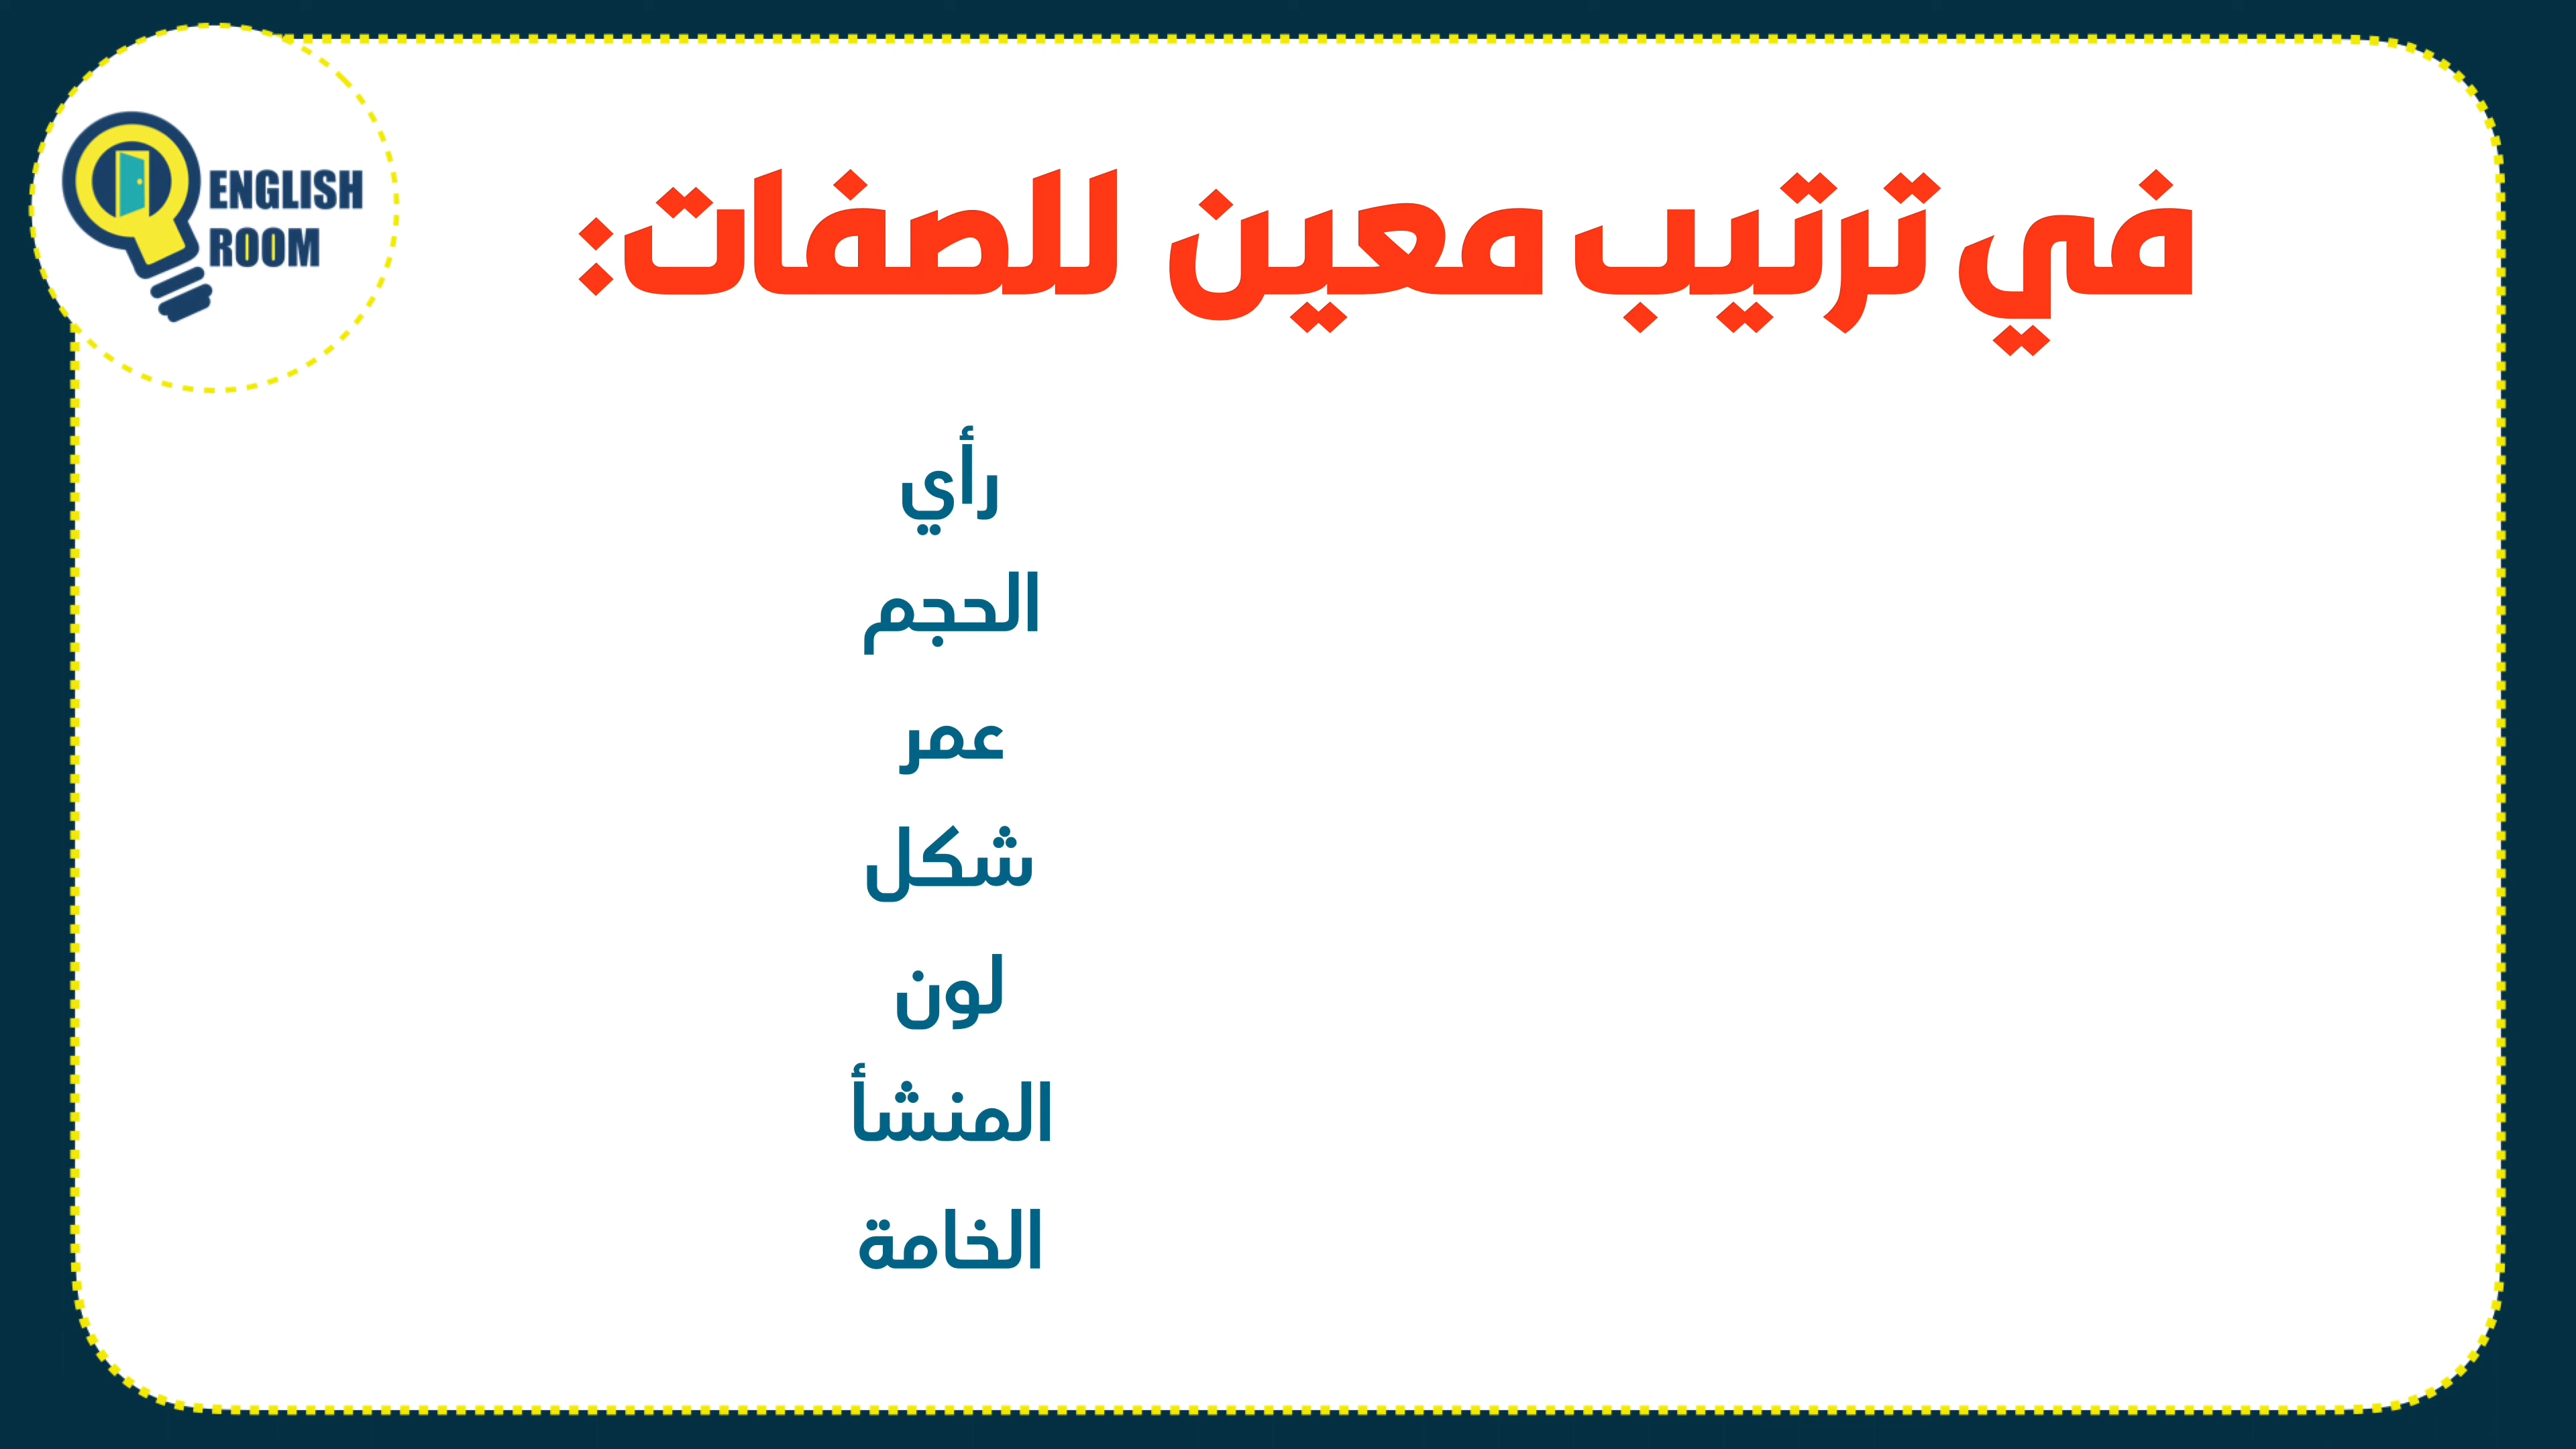 ENGLISH
ROOM
في ترتيب معين للصفات:
رأي
الحجم
عمر
شكل
لون
المنشأ
الخامة